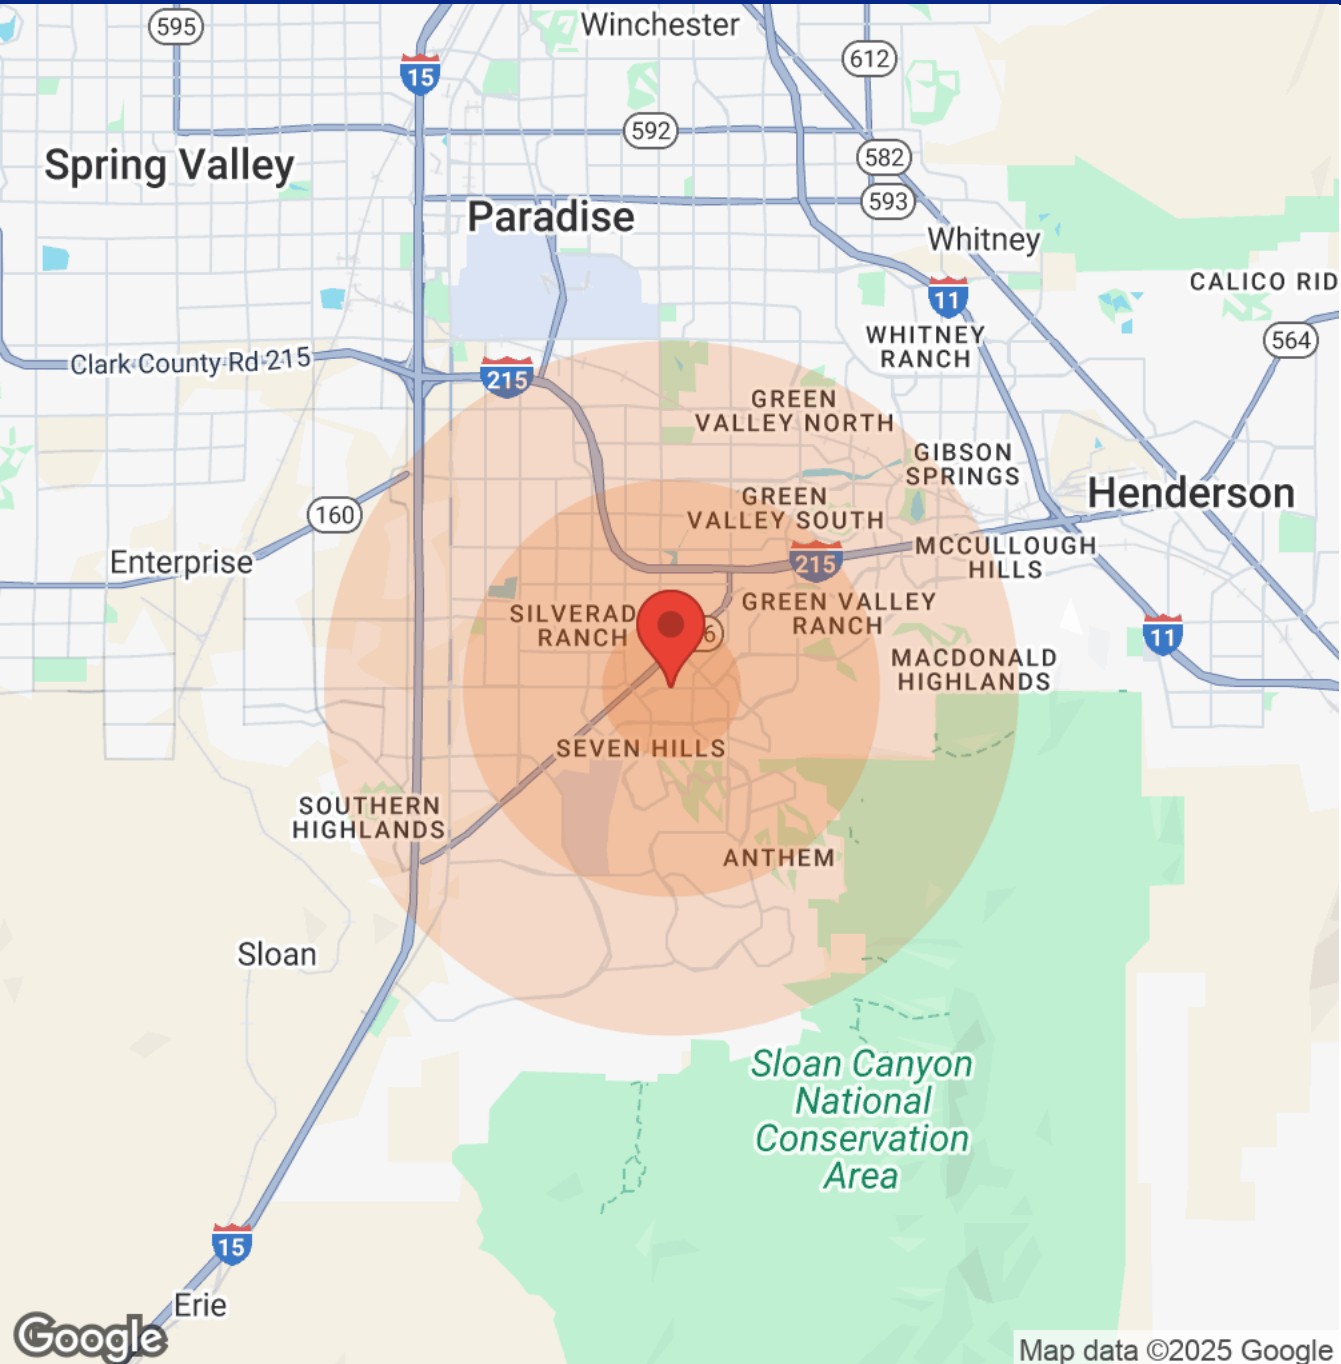 595
Winchester
15
612
592
582
Spring Valley
593
Paradise
Whitney
CALICO RID
11
WHITNEY
RANCH
564
Clark County Rd 215
215
GREEN
VALLEY NORTH
GIBSON
SPRINGS
Henderson
GREEN
VALLEY SOUTH
160
Enterprise
215
MCCULLOUGH
HILLS
SILVERAD
RANCH
GREEN VALLEY
RANCH
6
11
MACDONALD
HIGHLANDS
SEVEN HILLS
SOUTHERN
HIGHLANDS
ANTHEM
Sloan
Sloan Canyon
National
Conservation
Area
15
Erie
Google
Map data ©2025 Google